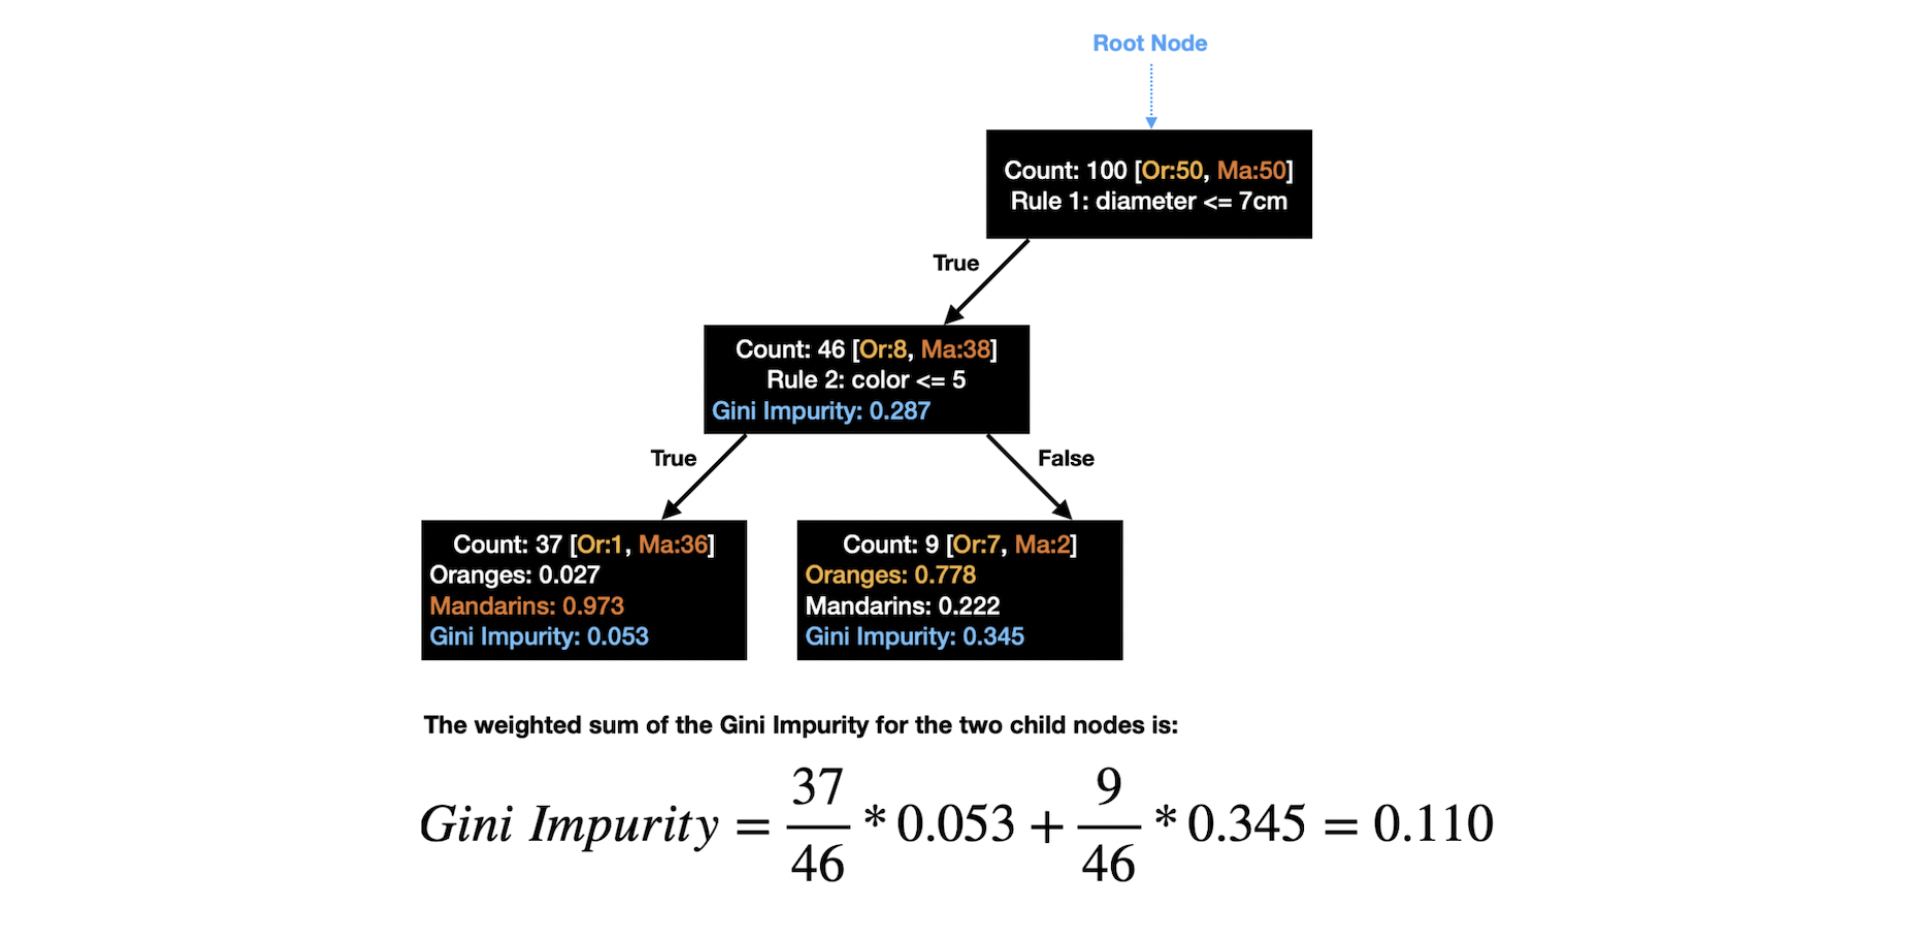 Root Node
Count: 100 [Or:50, Ma:50]
Rule 1: diameter <= 7cm
True
Count: 46 [Or:8, Ma:38]
Rule 2: color <= 5
Gini Impurity: 0.287
True
False
Count: 37 [Or:1, Ma:36]
Oranges: 0.027
Mandarins: 0.973
Gini Impurity: 0.053
Count: 9 [Or:7, Ma:2]
Oranges: 0.778
Mandarins: 0.222
Gini Impurity: 0.345
The weighted sum of the Gini Impurity for the two child nodes is:
Gini Impurity = 37/46 * 0.053 + 9/46 * 0.345 = 0.110